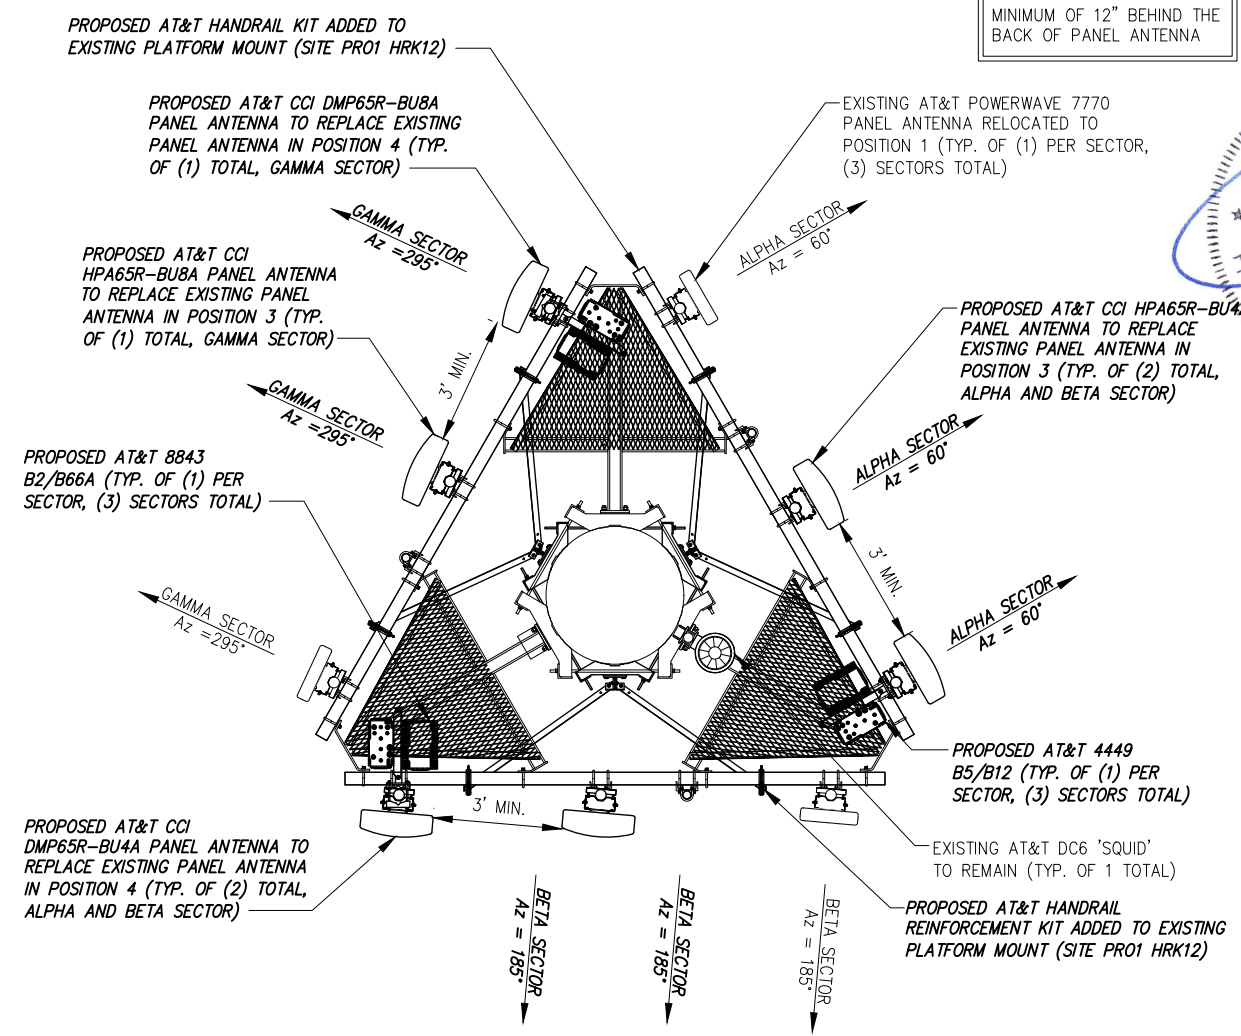 MINIMUM OF 12" BEHIND THE
BACK OF PANEL ANTENNA
PROPOSED AT&T HANDRAIL KIT ADDED TO
EXISTING PLATFORM MOUNT (SITE PRO1 HRK12)
PROPOSED AT&T CCI DMP65R-BU8A
PANEL ANTENNA TO REPLACE EXISTING
PANEL ANTENNA IN POSITION 4 (TYP.
OF (1) TOTAL, GAMMA SECTOR)
EXISTING AT&T POWERWAVE 7770
PANEL ANTENNA RELOCATED TO
POSITION 1 (TYP. OF (1) PER SECTOR,
(3) SECTORS TOTAL)
GAMMA SECTOR
Az =295°
ALPHA SECTOR
Az = 60°
PROPOSED AT&T CCI
HPA65R-BU8A PANEL ANTENNA
TO REPLACE EXISTING PANEL
ANTENNA IN POSITION 3 (TYP.
OF (1) TOTAL, GAMMA SECTOR)
PROPOSED AT&T CCI HPA65R-BU4
PANEL ANTENNA TO REPLACE
EXISTING PANEL ANTENNA IN
POSITION 3 (TYP. OF (2) TOTAL,
ALPHA AND BETA SECTOR)
3' MIN.
GAMMA SECTOR
Az =295°
ALPHA SECTOR
Az = 60°
PROPOSED AT&T 8843
B2/B66A (TYP. OF (1) PER
SECTOR, (3) SECTORS TOTAL)
3' MIN.
GAMMA SECTOR
Az =295°
ALPHA SECTOR
Az = 60°
PROPOSED AT&T 4449
B5/B12 (TYP. OF (1) PER
SECTOR, (3) SECTORS TOTAL)
3' MIN.
PROPOSED AT&T CCI
DMP65R-BU4A PANEL ANTENNA TO
REPLACE EXISTING PANEL ANTENNA
IN POSITION 4 (TYP. OF (2) TOTAL,
ALPHA AND BETA SECTOR)
EXISTING AT&T DC6 'SQUID'
TO REMAIN (TYP. OF 1 TOTAL)
PROPOSED AT&T HANDRAIL
REINFORCEMENT KIT ADDED TO EXISTING
PLATFORM MOUNT (SITE PRO1 HRK12)
BETA SECTOR
Az = 185°
BETA SECTOR
Az = 185°
BETA SECTOR
Az = 185°